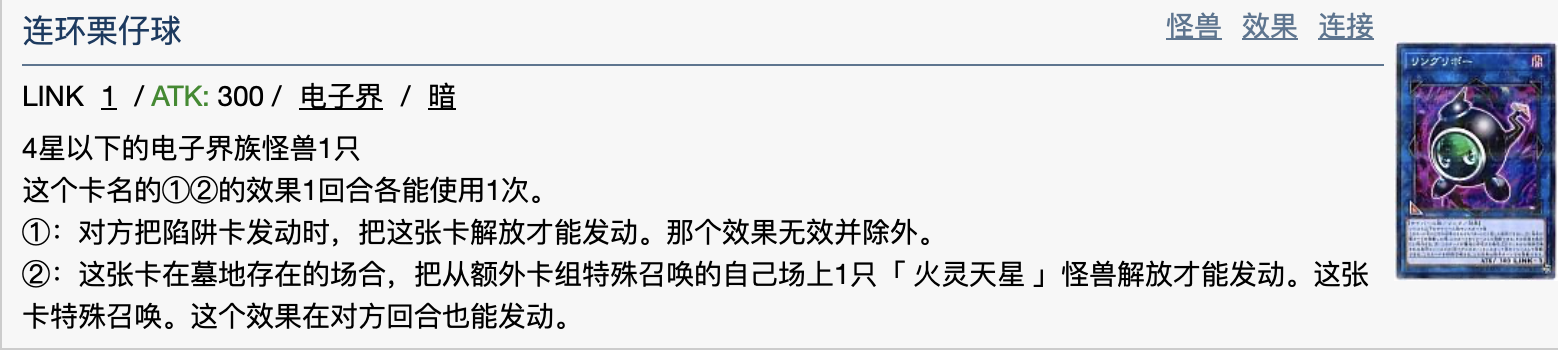 连环栗仔球
怪兽 效果 连接
LINK 1 / ATK: 300 / 电子界 / 暗
4星以下的电子界族怪兽1只
这个卡名的①②的效果1回合各能使用1次。
①：对方把陷阱卡发动时，把这张卡解放才能发动。那个效果无效并除外。
②：这张卡在墓地存在的场合，把从额外卡组特殊召唤的自己场上1只「 火灵天星 」怪兽解放才能发动。这张
卡特殊召唤。这个效果在对方回合也能发动。
リングリボー
闇